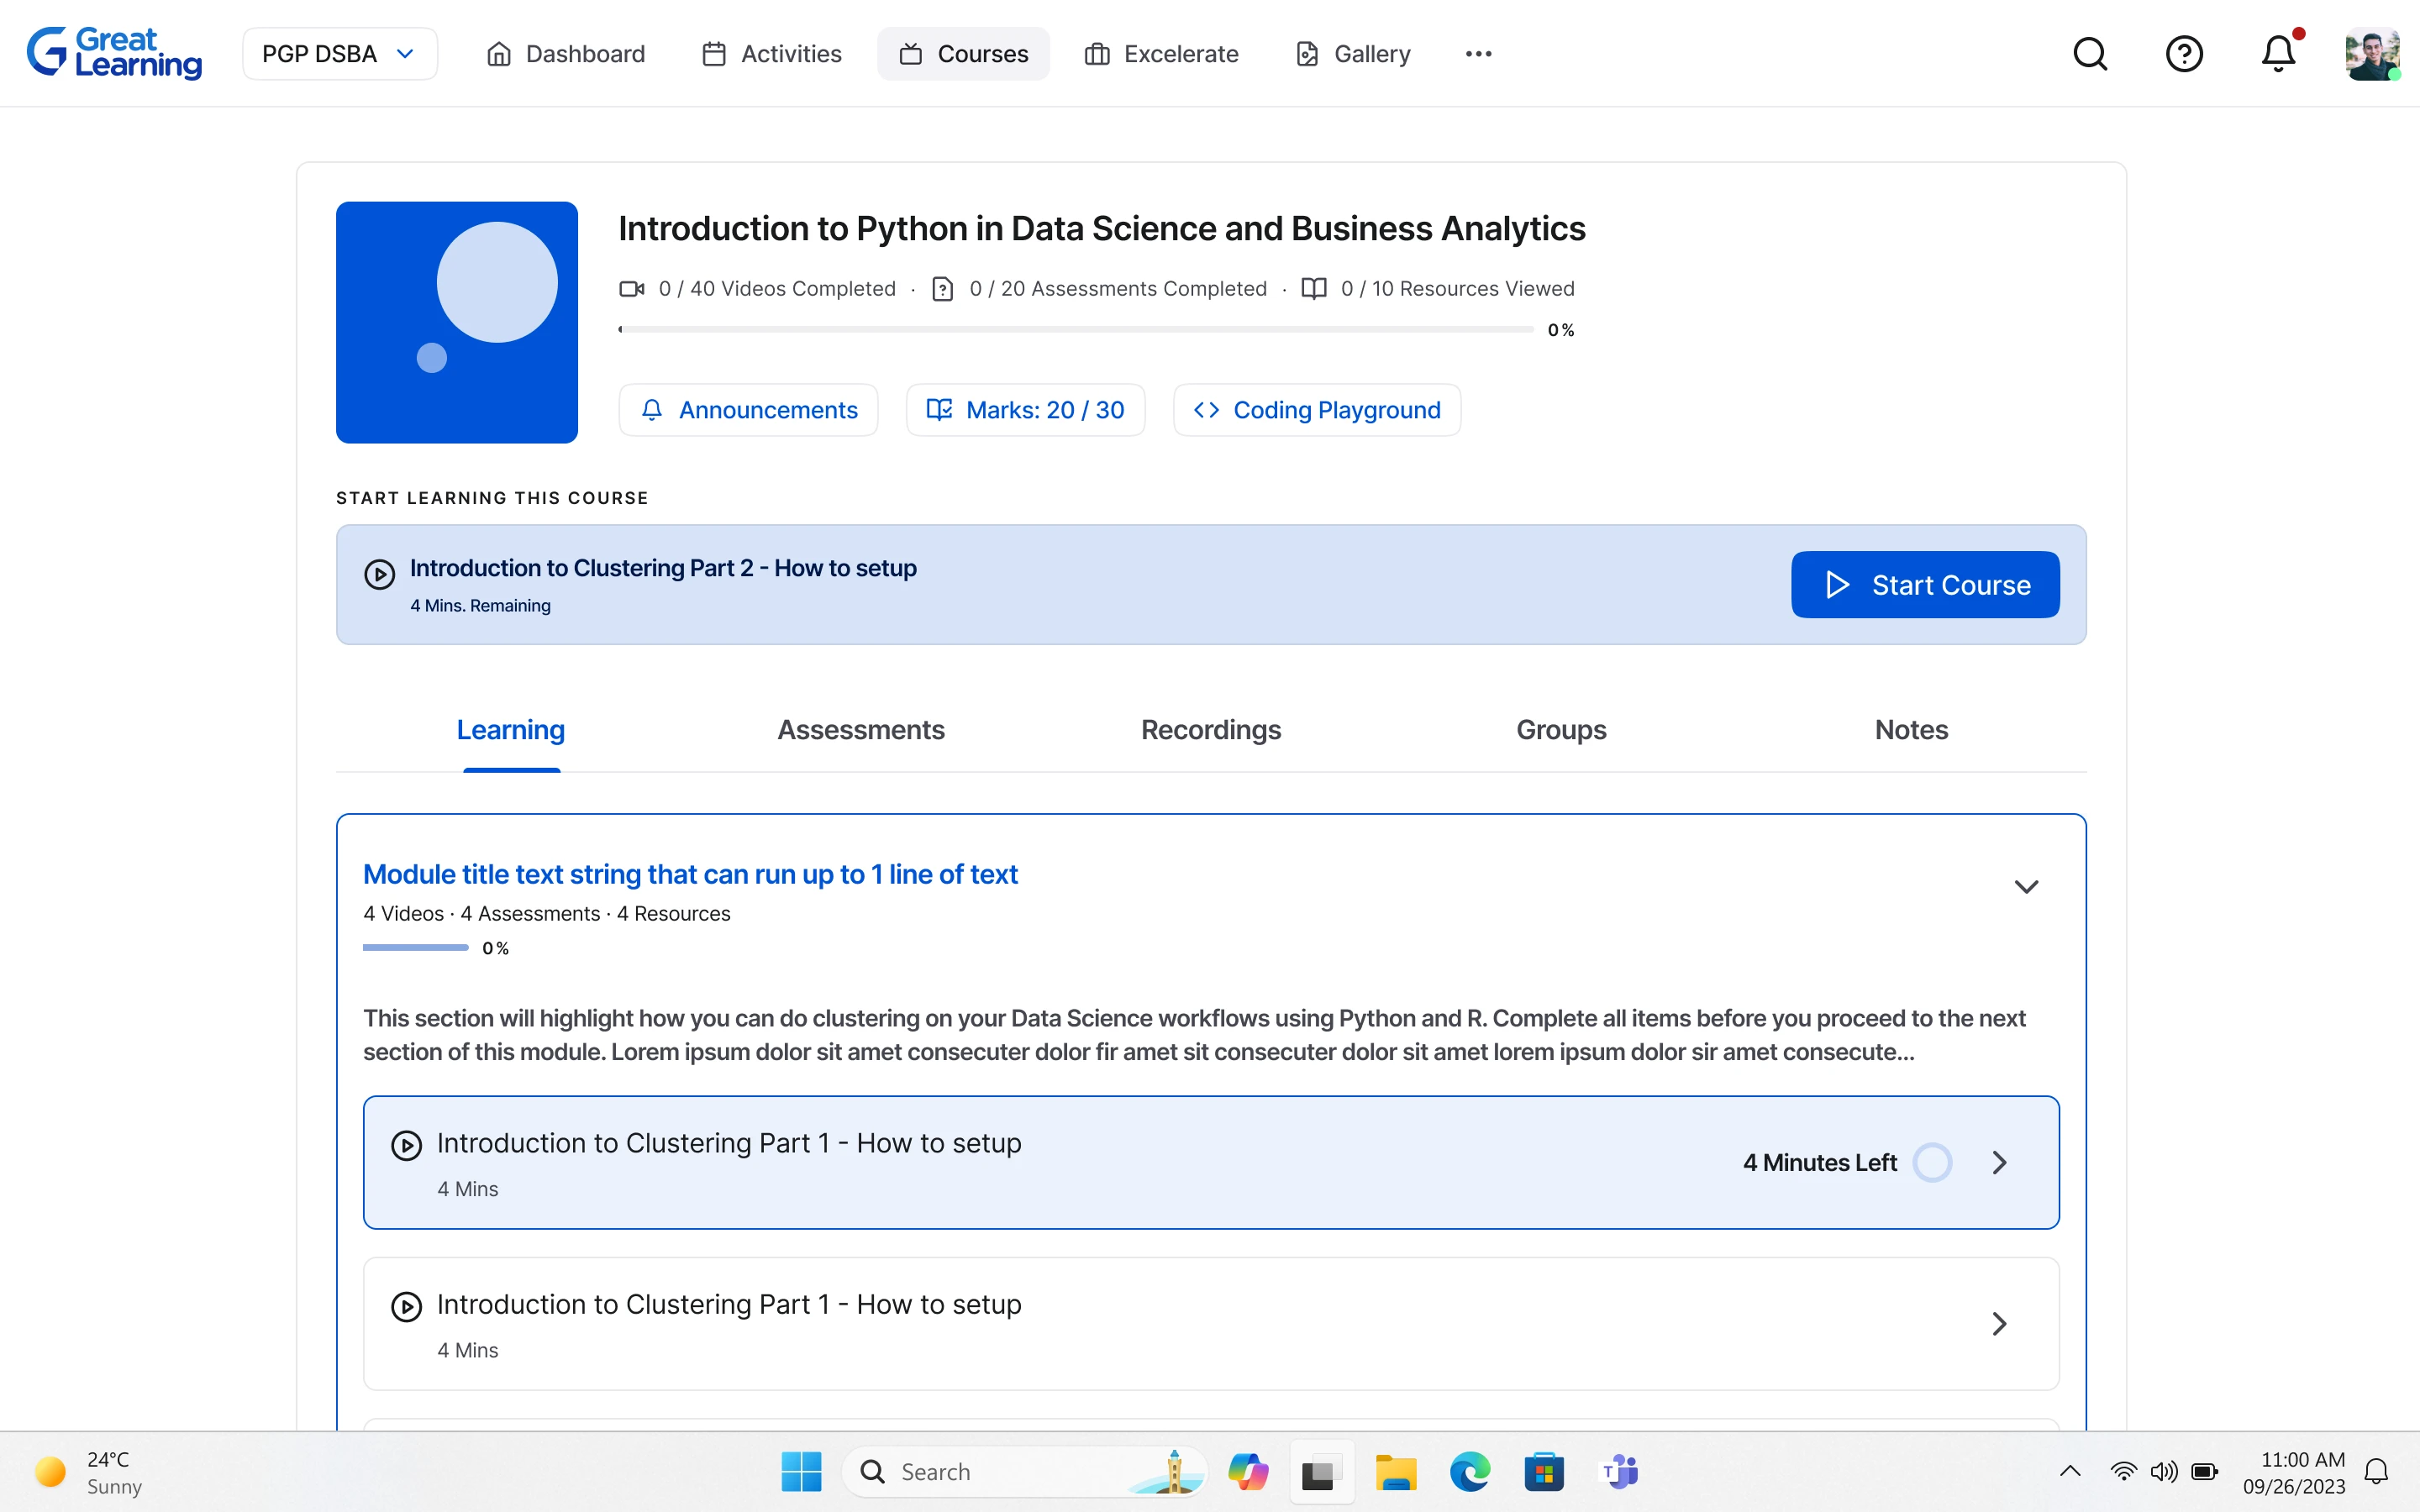 Great Learning
PGP DSBA
Dashboard
Activities
Courses
Excelerate
Gallery
Introduction to Python in Data Science and Business Analytics
0 / 40 Videos Completed · 0 / 20 Assessments Completed · 0 / 10 Resources Viewed
0%
Announcements
Marks: 20 / 30
Coding Playground
START LEARNING THIS COURSE
Introduction to Clustering Part 2 - How to setup
4 Mins. Remaining
Start Course
Learning
Assessments
Recordings
Groups
Notes
Module title text string that can run up to 1 line of text
4 Videos · 4 Assessments · 4 Resources
0%
This section will highlight how you can do clustering on your Data Science workflows using Python and R. Complete all items before you proceed to the next
section of this module. Lorem ipsum dolor sit amet consecuter dolor fir amet sit consecuter dolor sit amet lorem ipsum dolor sir amet consecute...
Introduction to Clustering Part 1 - How to setup
4 Mins
4 Minutes Left
Introduction to Clustering Part 1 - How to setup
4 Mins
24°C
Sunny
Search
T
11:00 AM
09/26/2023